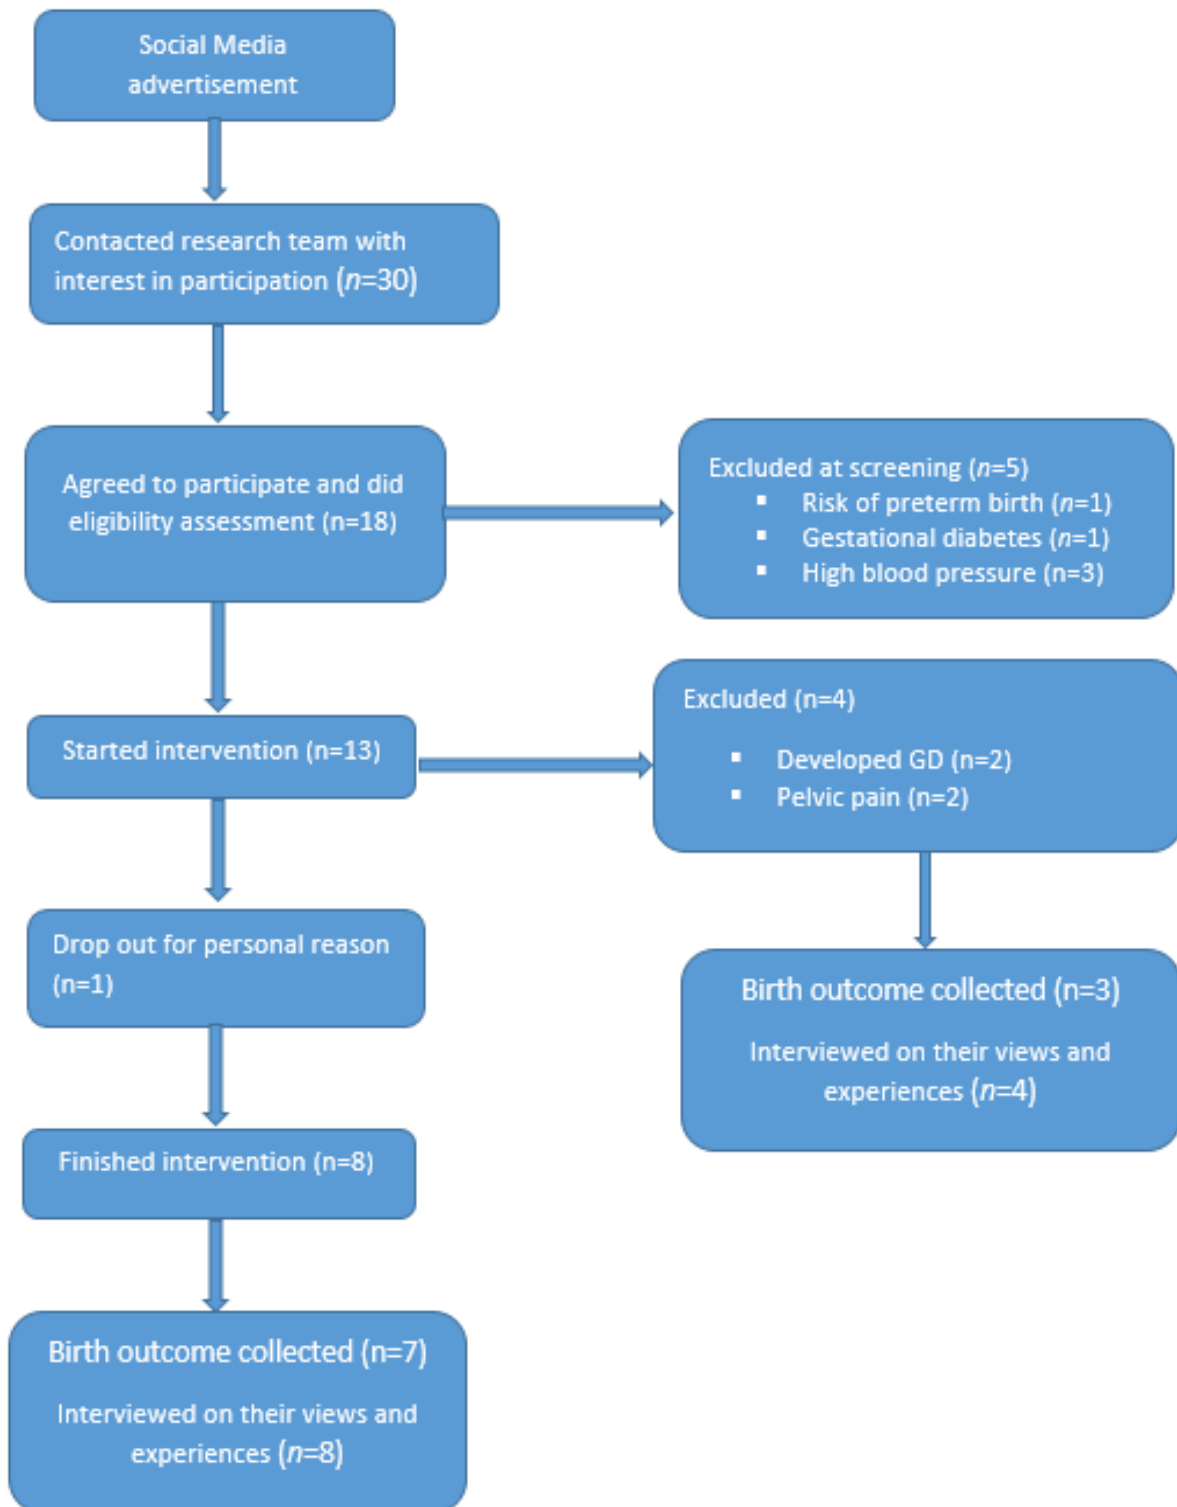 Social Media
advertisement
Contacted research team with
interest in participation (n=30)
Agreed to participate and did
eligibility assessment (n=18)
Excluded at screening (n=5)
▪ Risk of preterm birth (n=1)
▪ Gestational diabetes (n=1)
▪ High blood pressure (n=3)
Started intervention (n=13)
Excluded (n=4)
▪ Developed GD (n=2)
▪ Pelvic pain (n=2)
Drop out for personal reason
(n=1)
Birth outcome collected (n=3)
Interviewed on their views and
experiences (n=4)
Finished intervention (n=8)
Birth outcome collected (n=7)
Interviewed on their views and
experiences (n=8)